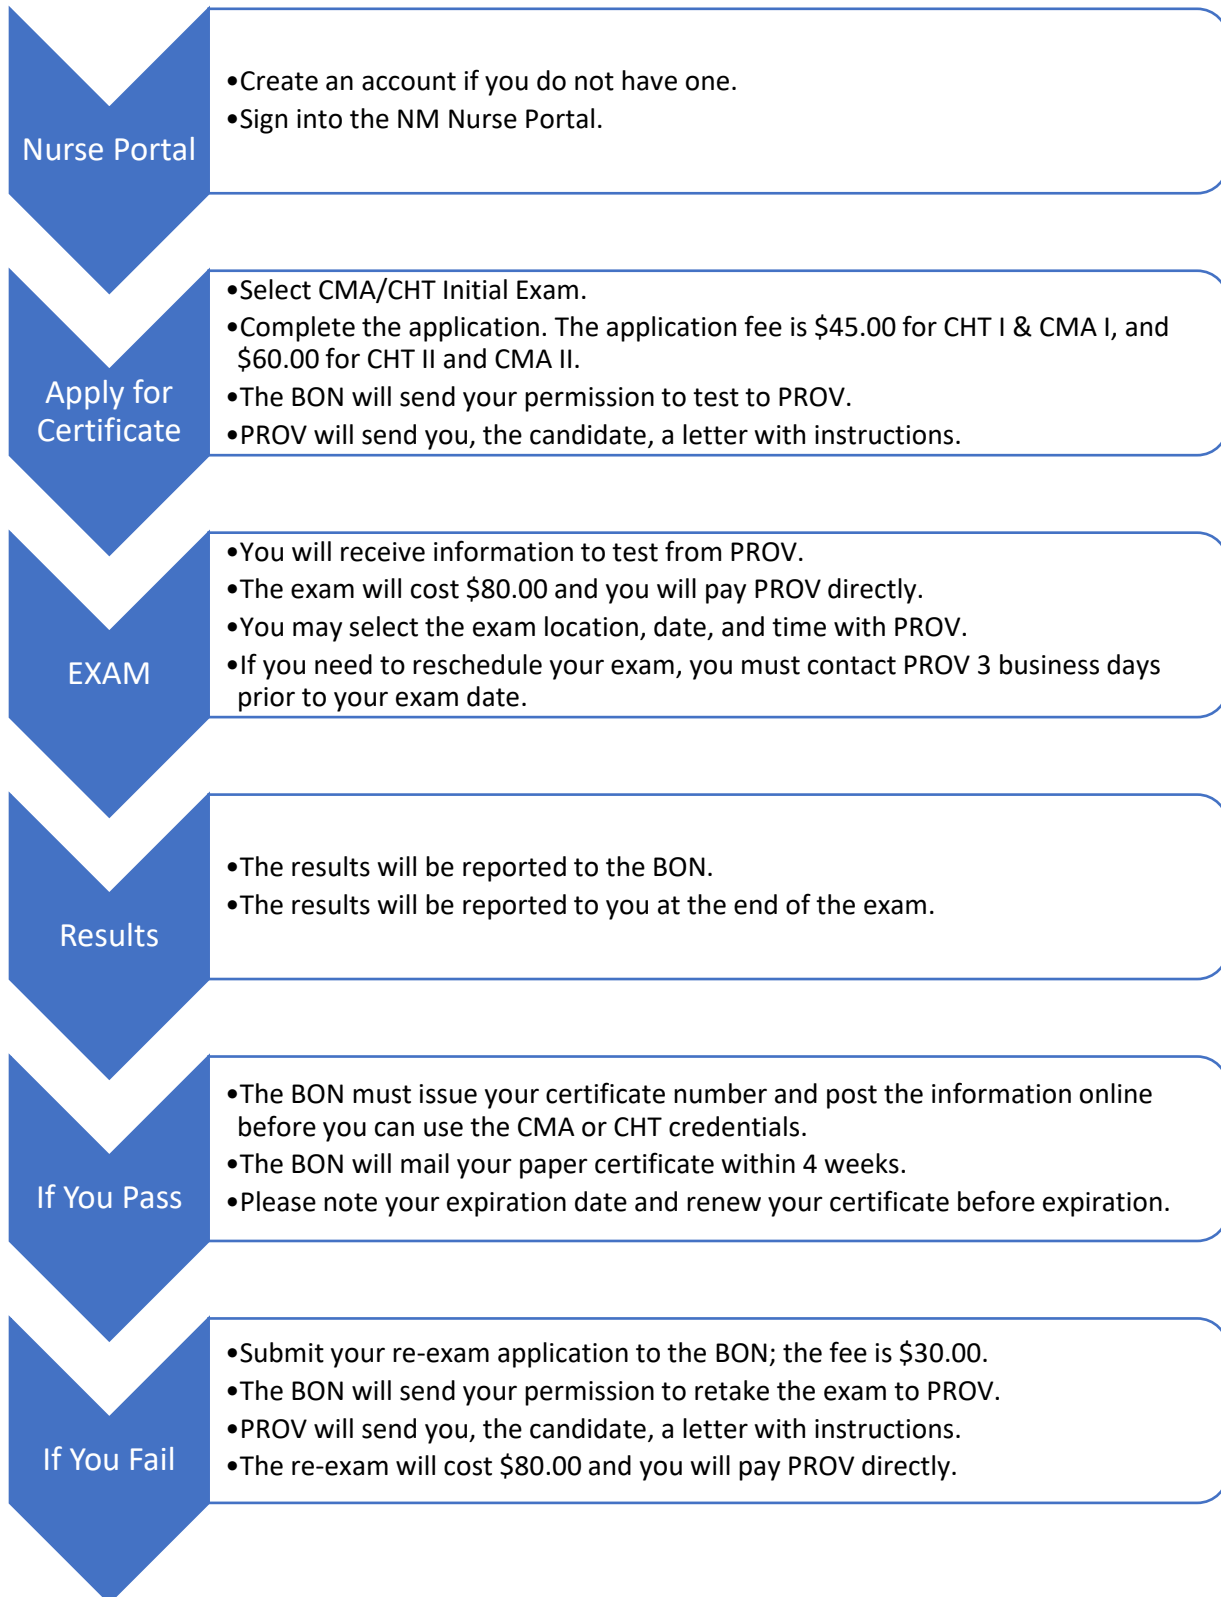 Nurse Portal
•Create an account if you do not have one.
•Sign into the NM Nurse Portal.
Apply for
Certificate
•Select CMA/CHT Initial Exam.
•Complete the application. The application fee is $45.00 for CHT I & CMA I, and
$60.00 for CHT II and CMA II.
•The BON will send your permission to test to PROV.
•PROV will send you, the candidate, a letter with instructions.
EXAM
•You will receive information to test from PROV.
•The exam will cost $80.00 and you will pay PROV directly.
•You may select the exam location, date, and time with PROV.
•If you need to reschedule your exam, you must contact PROV 3 business days
prior to your exam date.
Results
•The results will be reported to the BON.
•The results will be reported to you at the end of the exam.
If You Pass
•The BON must issue your certificate number and post the information online
before you can use the CMA or CHT credentials.
•The BON will mail your paper certificate within 4 weeks.
•Please note your expiration date and renew your certificate before expiration.
If You Fail
•Submit your re-exam application to the BON; the fee is $30.00.
•The BON will send your permission to retake the exam to PROV.
•PROV will send you, the candidate, a letter with instructions.
•The re-exam will cost $80.00 and you will pay PROV directly.